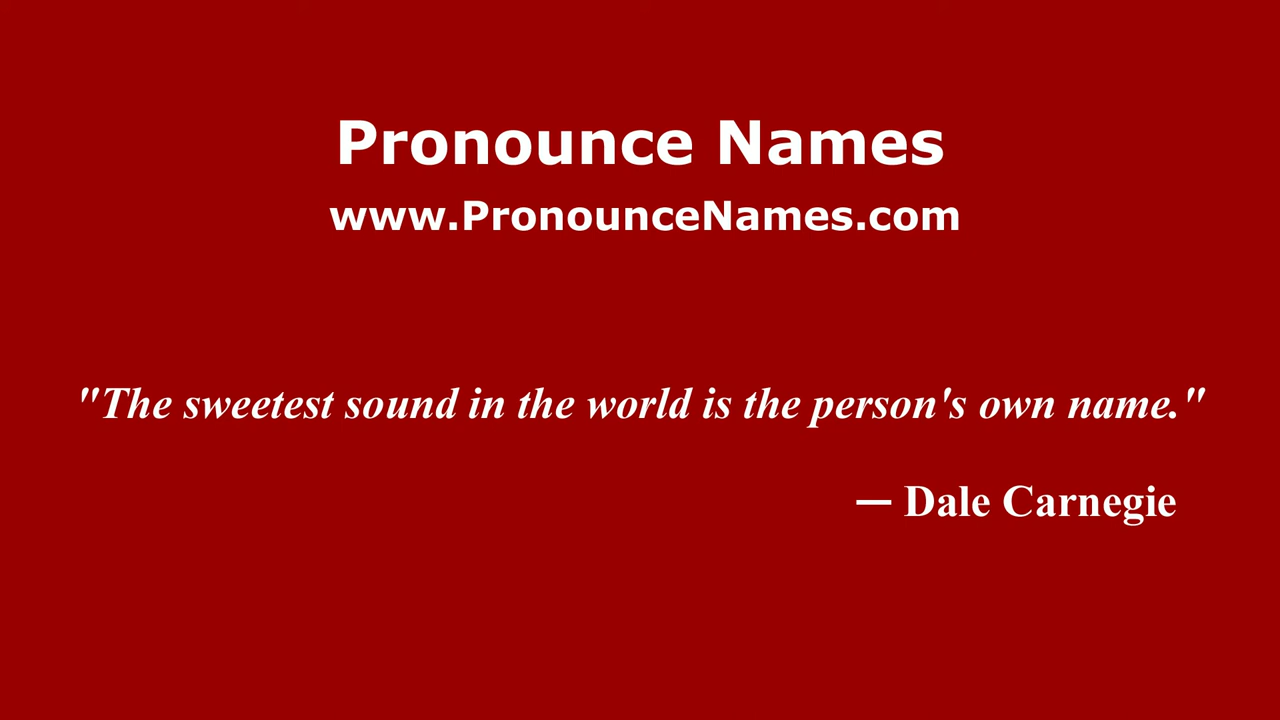 Pronounce Names
www.PronounceNames.com
"The sweetest sound in the world is the person's own name."
— Dale Carnegie